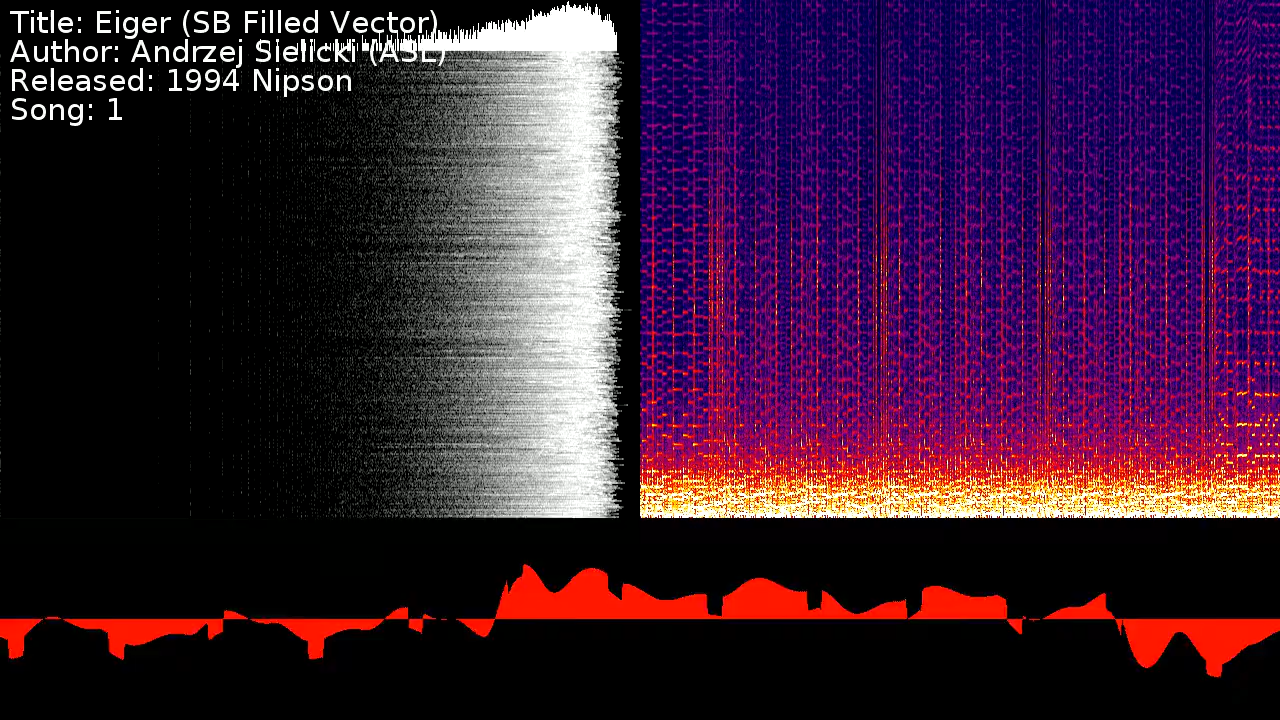 Title: Eiger (SB Filled Vector)
Author: Andrzej Sielicki (ASL)
Released: 1994 Nipson
Song: 1